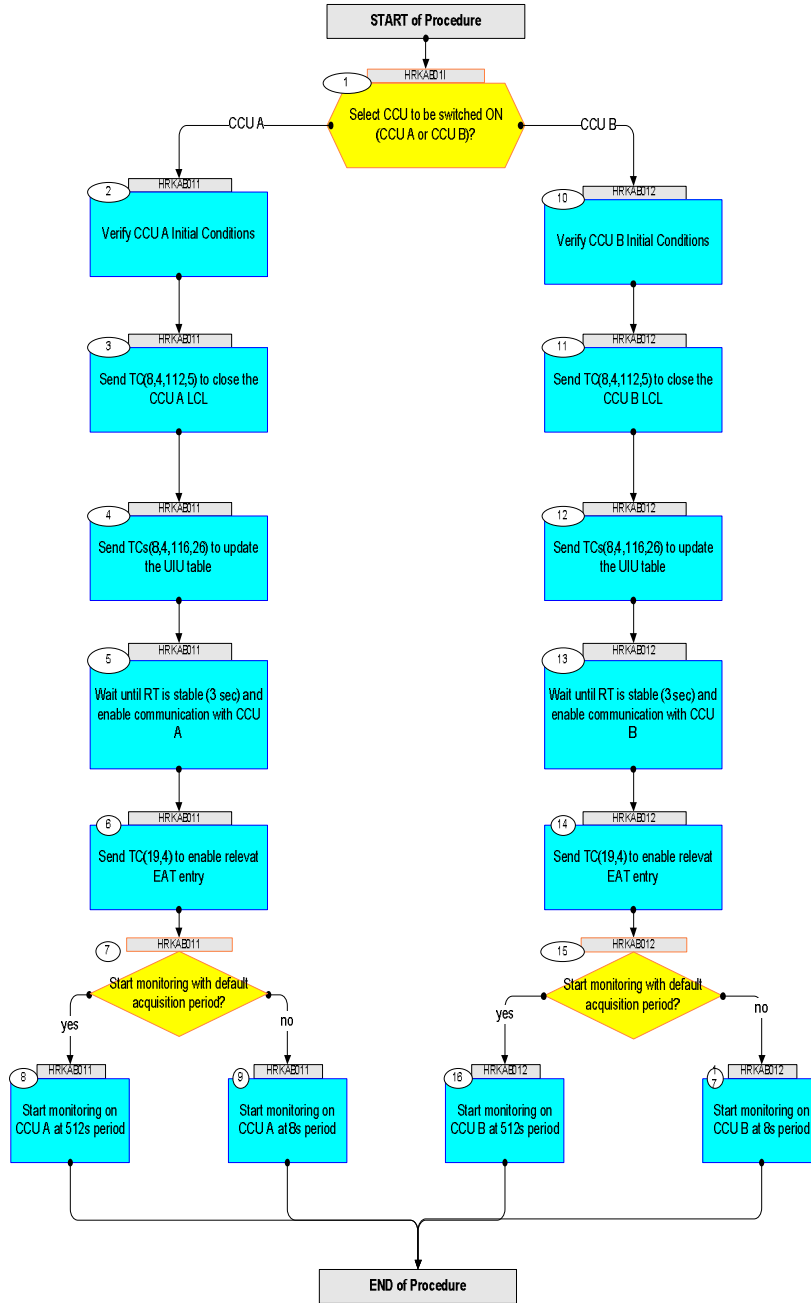 START of Procedure
HRKAB01I
1
Select CCU to be switched ON
(CCU A or CCU B)?
CCU A
CCU B
HRKAB011
2
Verify CCU A Initial Conditions
HRKAB012
10
Verify CCU B Initial Conditions
HRKAB011
3
Send TC(8,4,112,5) to close the
CCU A LCL
HRKAB012
11
Send TC(8,4,112,5) to close the
CCU B LCL
HRKAB011
4
Send TCs(8,4,116,26) to update
the UIU table
HRKAB012
12
Send TCs(8,4,116,26) to update
the UIU table
HRKAB011
5
Wait until RT is stable (3 sec) and
enable communication with CCU
A
HRKAB012
13
Wait until RT is stable (3 sec) and
enable communication with CCU
B
HRKAB011
6
Send TC(19,4) to enable relevat
EAT entry
HRKAB012
14
Send TC(19,4) to enable relevat
EAT entry
HRKAB011
7
Start monitoring with default
acquisition period?
yes
no
HRKAB012
15
Start monitoring with default
acquisition period?
yes
no
HRKAB011
8
Start monitoring on
CCU A at 512s period
HRKAB011
9
Start monitoring on
CCU A at 8s period
HRKAB012
16
Start monitoring on
CCU B at 512s period
HRKAB012
1
7
Start monitoring on
CCU B at 8s period
END of Procedure